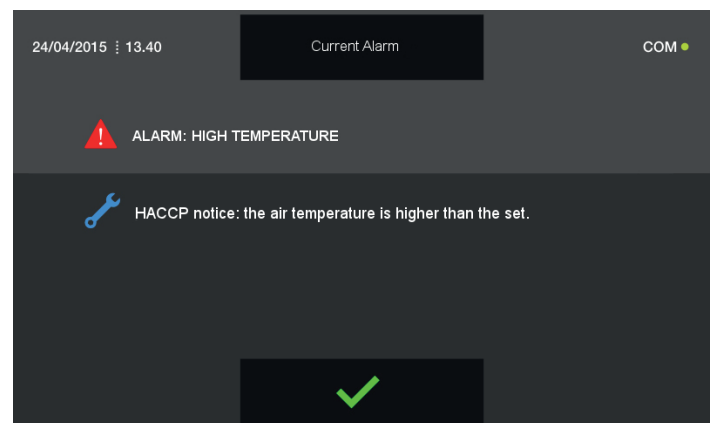 24/04/2015 ⁞ 13.40
Current Alarm
COM
ALARM: HIGH TEMPERATURE
HACCP notice: the air temperature is higher than the set.